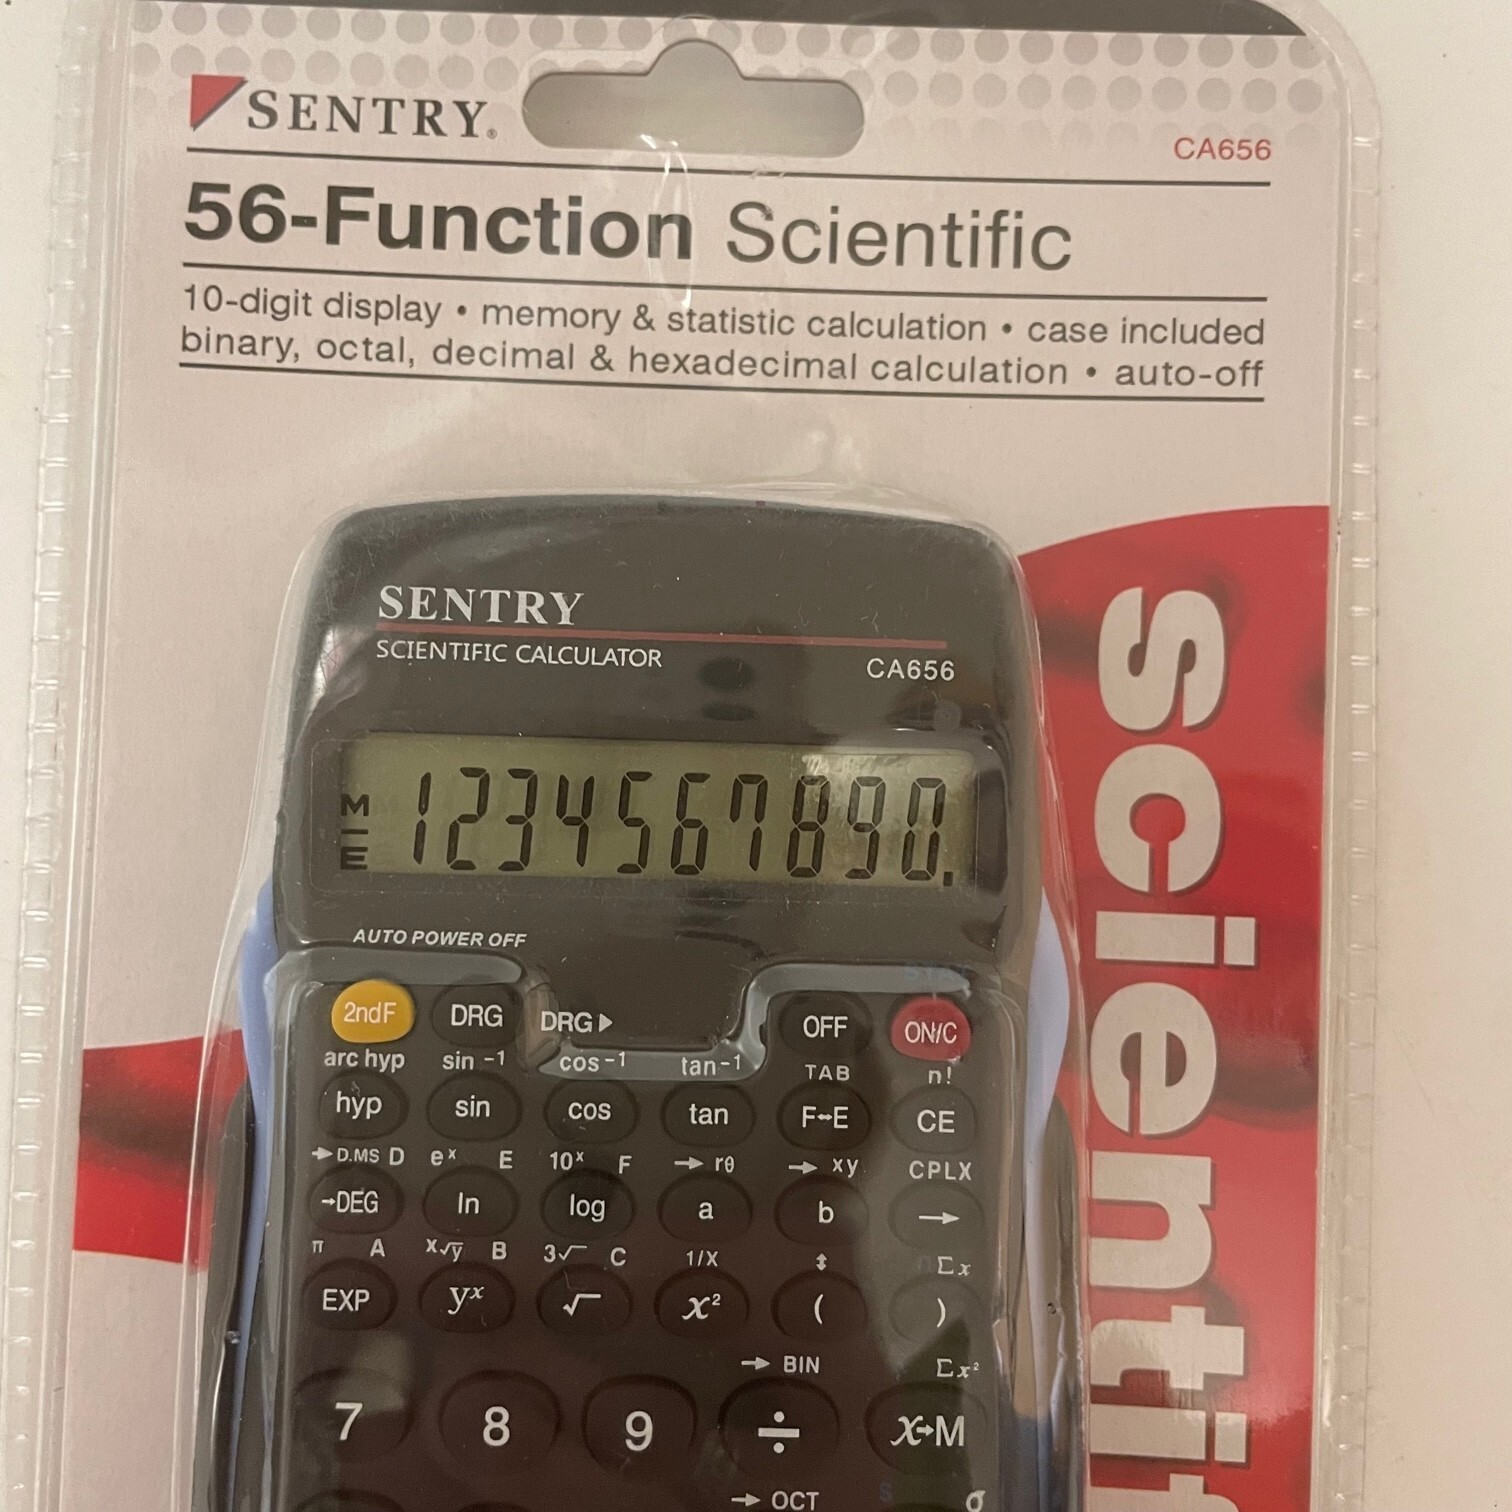 SENTRY®
CA656
56-Function Scientific
10-digit display • memory & statistic calculation • case included
binary, octal, decimal & hexadecimal calculation • auto-off
SENTRY
SCIENTIFIC CALCULATOR CA656
M
– 1234567890.
E
AUTO POWER OFF
2ndF DRG DRG▶ OFF ON/C
arc hyp sin⁻¹ cos⁻¹ tan⁻¹ TAB n!
hyp sin cos tan F↔E CE
→D.MS D eˣ E 10ˣ F → rθ → xy CPLX
→DEG ln log a b →
π A ˣ√y B 3√ C 1/X ↕ Σx
EXP yˣ √ x² ( )
→ BIN Σx²
7 8 9 ÷ X→M
→ OCT S σ
scientif